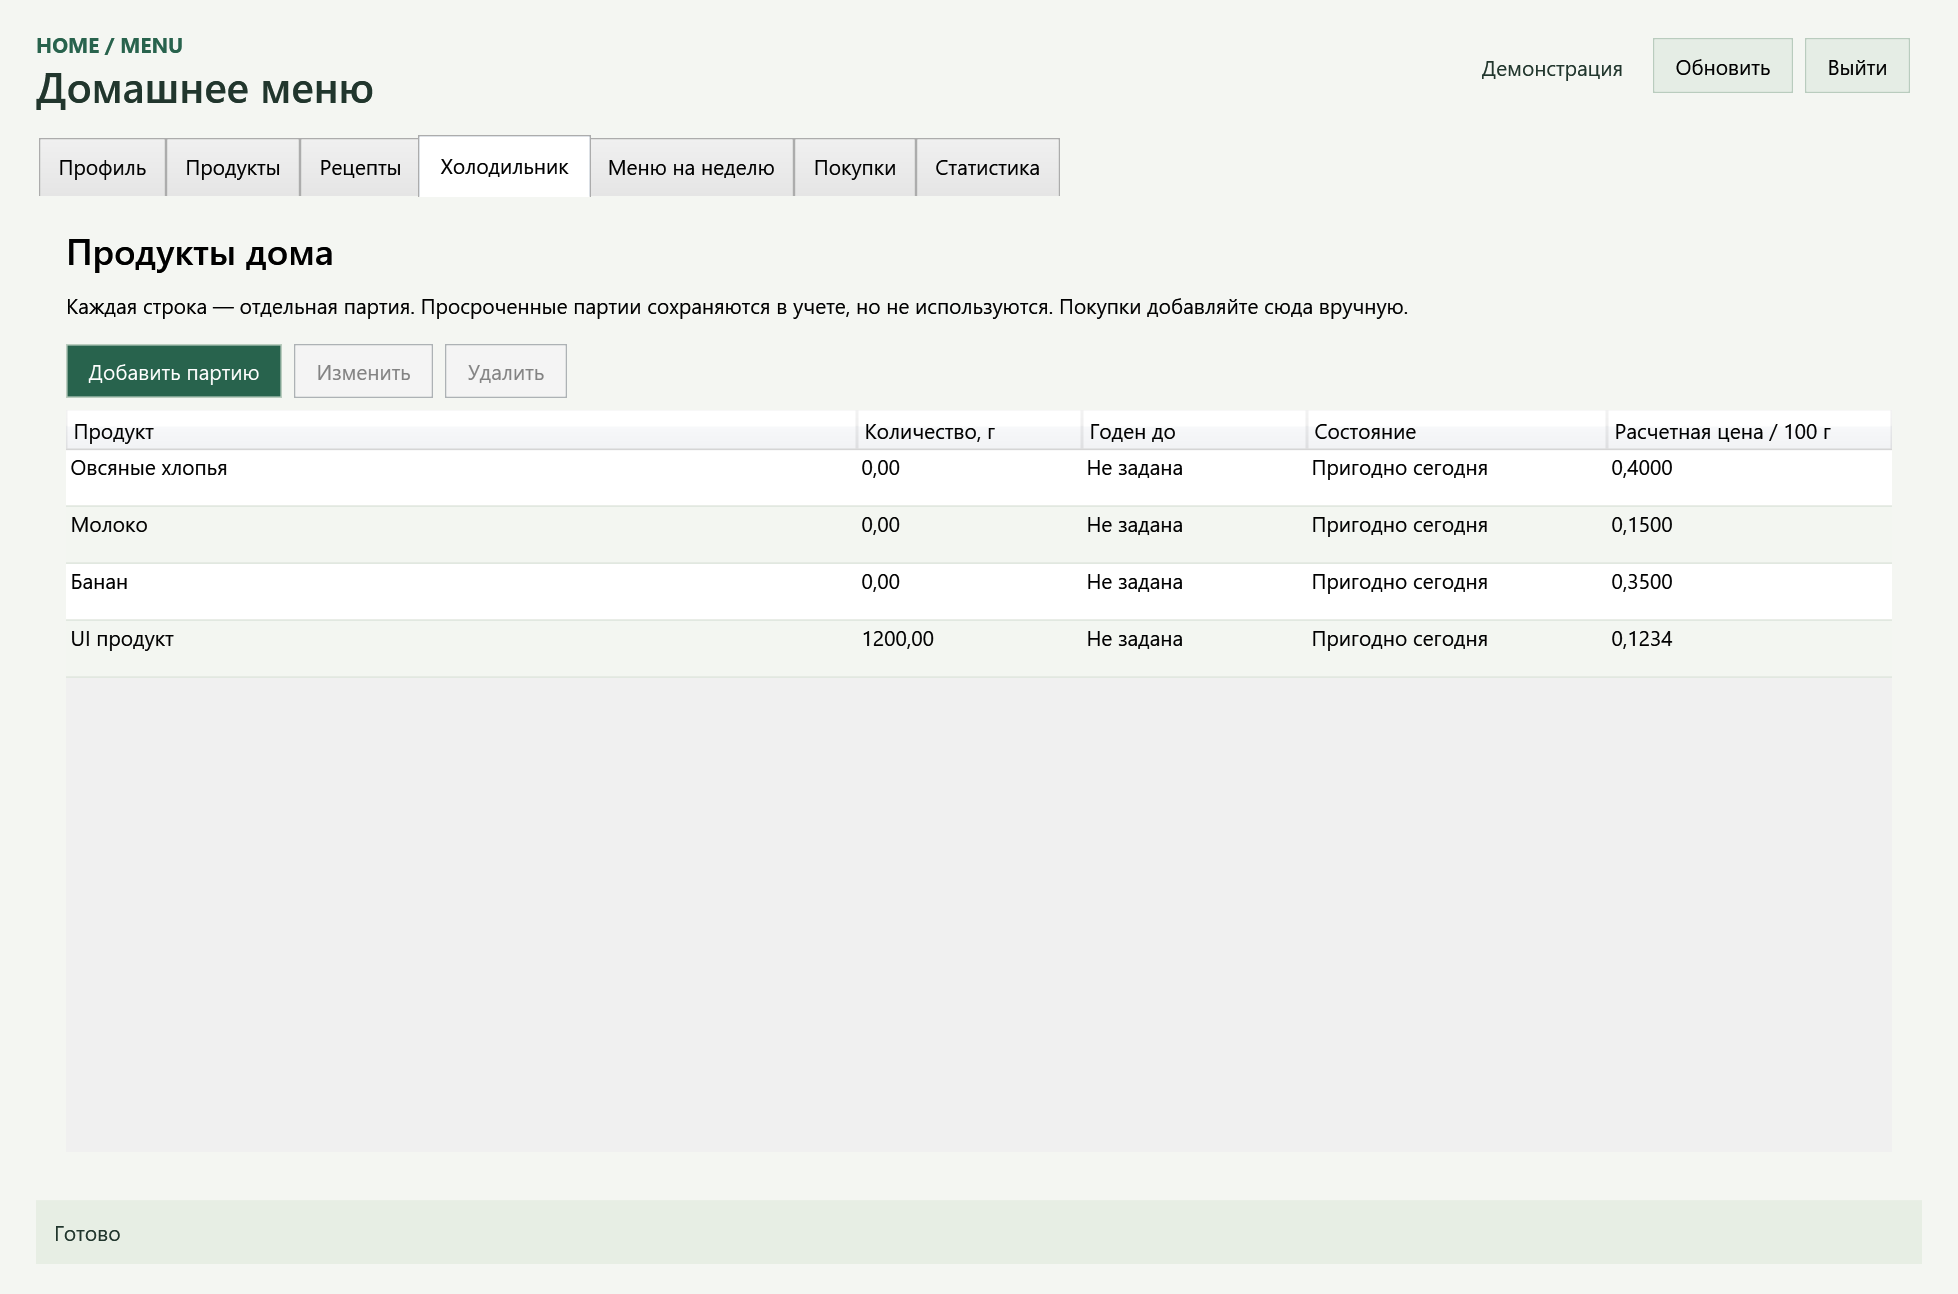 HOME / MENU
Домашнее меню
Демонстрация Обновить Выйти
Профиль Продукты Рецепты Холодильник Меню на неделю Покупки Статистика
Продукты дома
Каждая строка — отдельная партия. Просроченные партии сохраняются в учете, но не используются. Покупки добавляйте сюда вручную.
Добавить партию Изменить Удалить
Продукт Количество, г Годен до Состояние Расчетная цена / 100 г
Овсяные хлопья 0,00 Не задана Пригодно сегодня 0,4000
Молоко 0,00 Не задана Пригодно сегодня 0,1500
Банан 0,00 Не задана Пригодно сегодня 0,3500
UI продукт 1200,00 Не задана Пригодно сегодня 0,1234
Готово